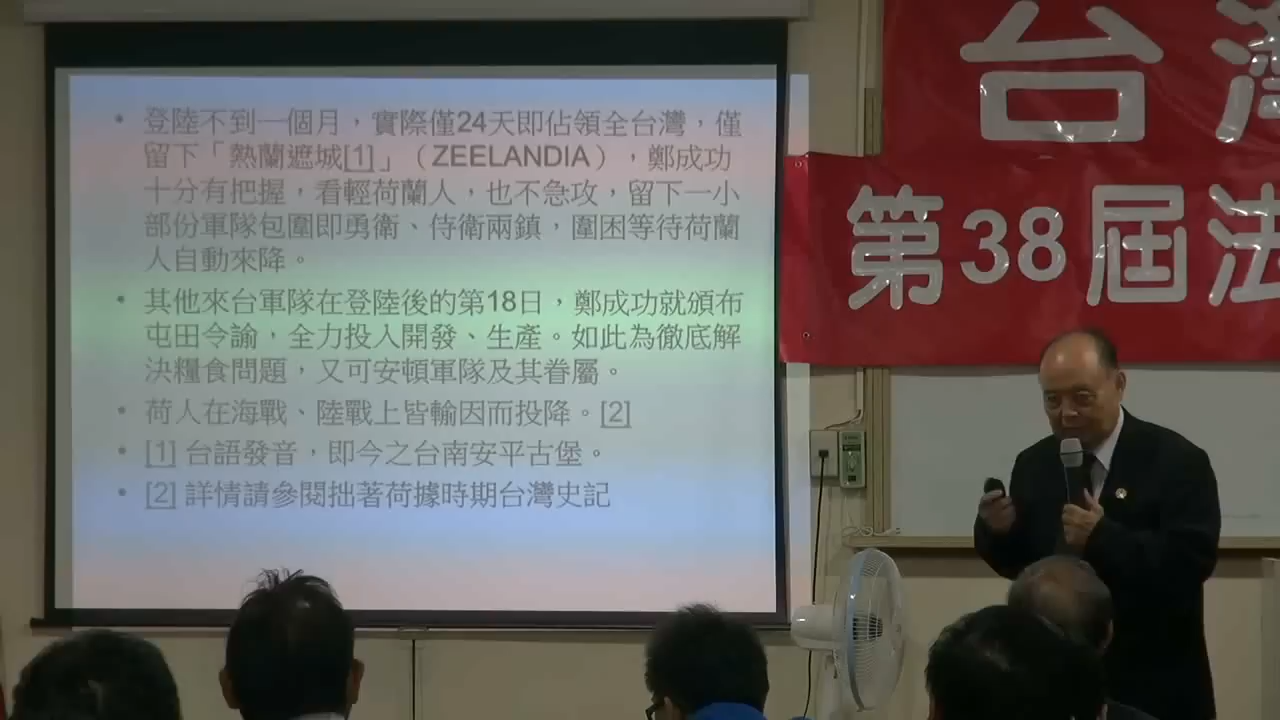 • 登陸不到一個月，實際僅24天即佔領全台灣，僅
留下「熱蘭遮城[1]」（ZEELANDIA），鄭成功
十分有把握，看輕荷蘭人，也不急攻，留下一小
部份軍隊包圍即勇衛、侍衛兩鎮，圍困等待荷蘭
人自動來降。
• 其他來台軍隊在登陸後的第18日，鄭成功就頒布
屯田令諭，全力投入開發、生產。如此為徹底解
決糧食問題，又可安頓軍隊及其眷屬。
• 荷人在海戰、陸戰上皆輸因而投降。[2]
• [1] 台語發音，即今之台南安平古堡。
• [2] 詳情請參閱拙著荷據時期台灣史記
台灣
第38屆法